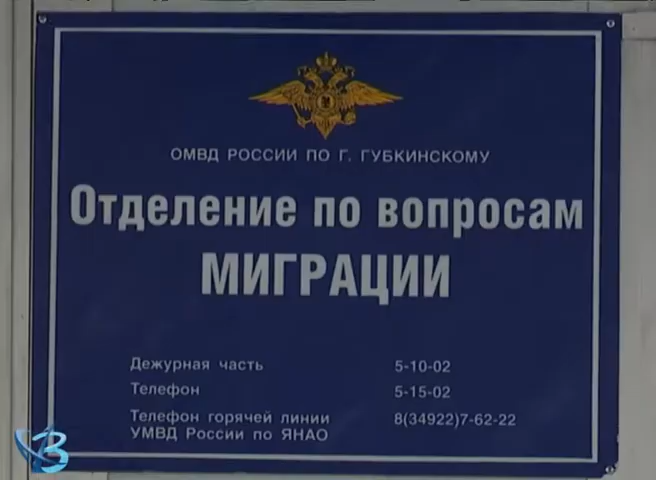 ОМВД РОССИИ ПО Г. ГУБКИНСКОМУ
Отделение по вопросам
МИГРАЦИИ
Дежурная часть 5-10-02
Телефон 5-15-02
Телефон горячей линии 8(34922)7-62-22
УМВД России по ЯНАО